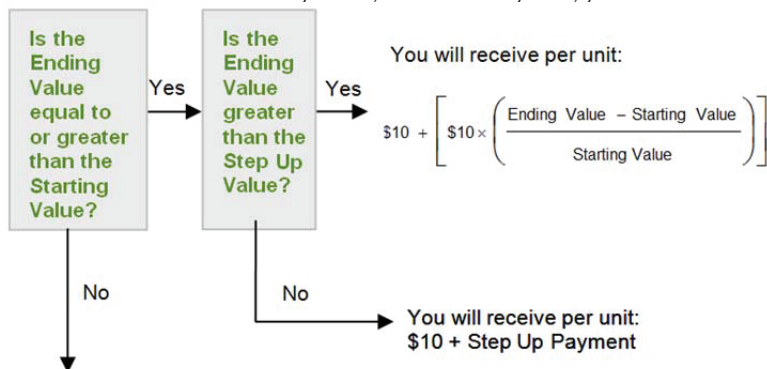 Is the
Ending
Value
equal to
or greater
than the
Starting
Value?
Yes
Is the
Ending
Value
greater
than the
Step Up
Value?
Yes
You will receive per unit:
$10 + [ $10 × ( Ending Value – Starting Value
Starting Value ) ]
No
No
You will receive per unit:
$10 + Step Up Payment